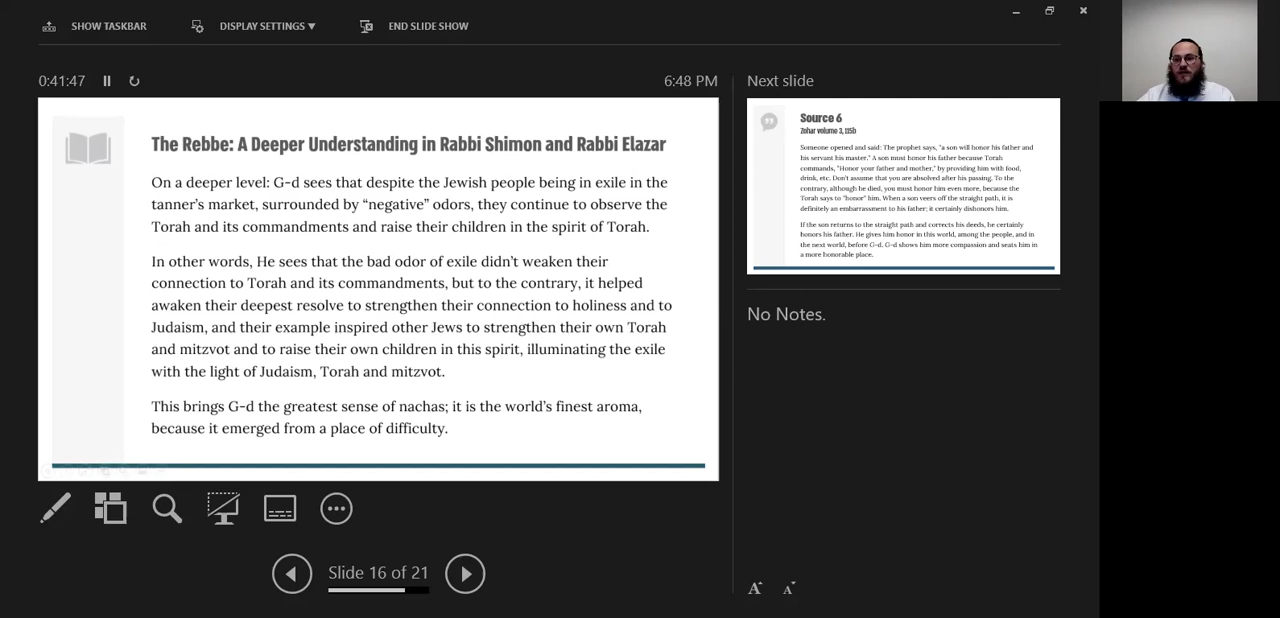 SHOW TASKBAR
DISPLAY SETTINGS ▼
END SLIDE SHOW
0:41:47
6:48 PM
The Rebbe: A Deeper Understanding in Rabbi Shimon and Rabbi Elazar
On a deeper level: G-d sees that despite the Jewish people being in exile in the
tanner's market, surrounded by “negative” odors, they continue to observe the
Torah and its commandments and raise their children in the spirit of Torah.
In other words, He sees that the bad odor of exile didn't weaken their
connection to Torah and its commandments, but to the contrary, it helped
awaken their deepest resolve to strengthen their connection to holiness and to
Judaism, and their example inspired other Jews to strengthen their own Torah
and mitzvot and to raise their own children in this spirit, illuminating the exile
with the light of Judaism, Torah and mitzvot.
This brings G-d the greatest sense of nachas; it is the world's finest aroma,
because it emerged from a place of difficulty.
Slide 16 of 21
Next slide
Source 6
Zohar volume 3, 115b
Someone opened and said: The prophet says, "a son will honor his father and
his servant his master." A son must honor his father because Torah
commands, "Honor your father and mother," by providing him with food,
drink, etc. Don't assume that you are absolved after his passing. To the
contrary, although he died, you must honor him even more, because the
Torah says to "honor" him. When a son veers off the straight path, it is
definitely an embarrassment to his father; it certainly dishonors him.
If the son returns to the straight path and corrects his deeds, he certainly
honors his father. He gives him honor in this world, among the people, and in
the next world, before G-d. G-d shows him more compassion and seats him in
a more honorable place.
No Notes.
A A